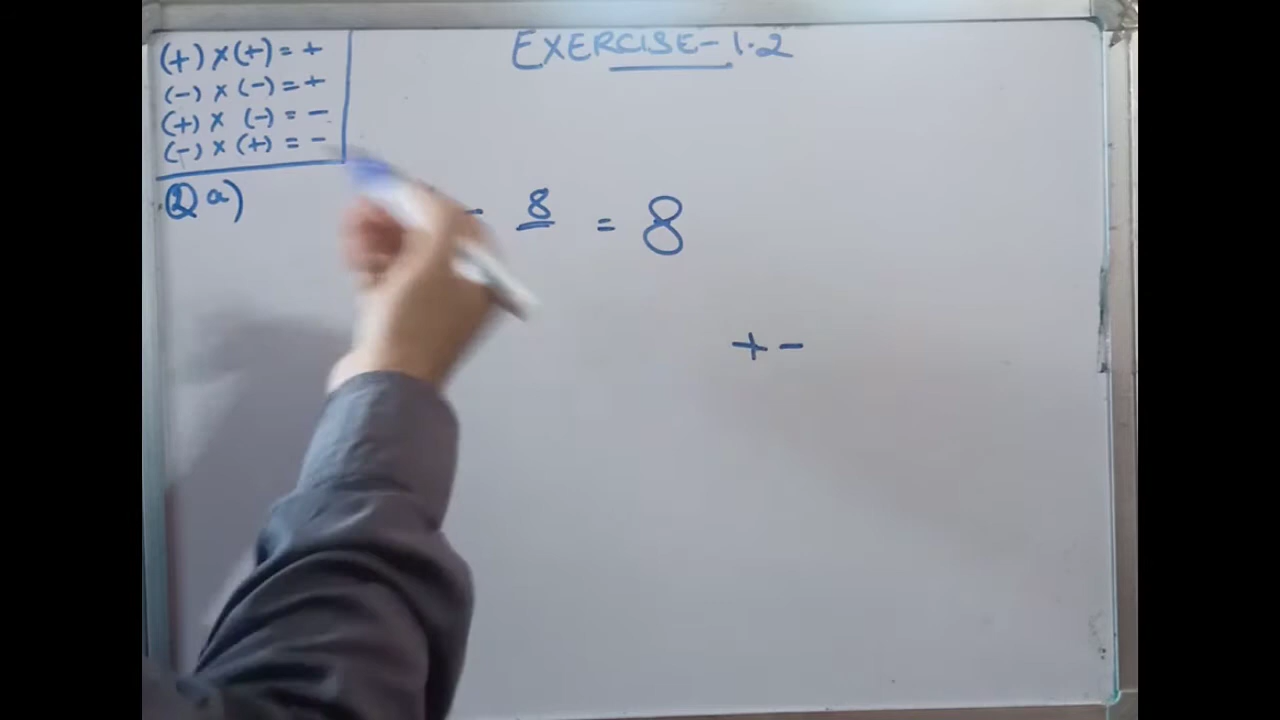 EXERCISE-1.2
(+) × (+) = +
(-) × (-) = +
(+) × (-) = -
(-) × (+) = -
② a) - 8 = 8
+ -